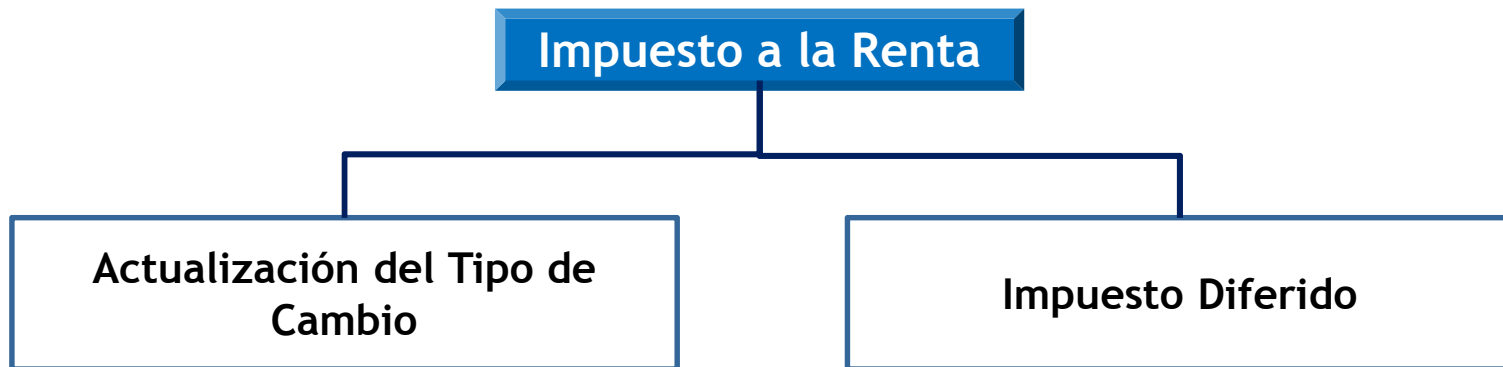 Impuesto a la Renta
Actualización del Tipo de
Cambio
Impuesto Diferido